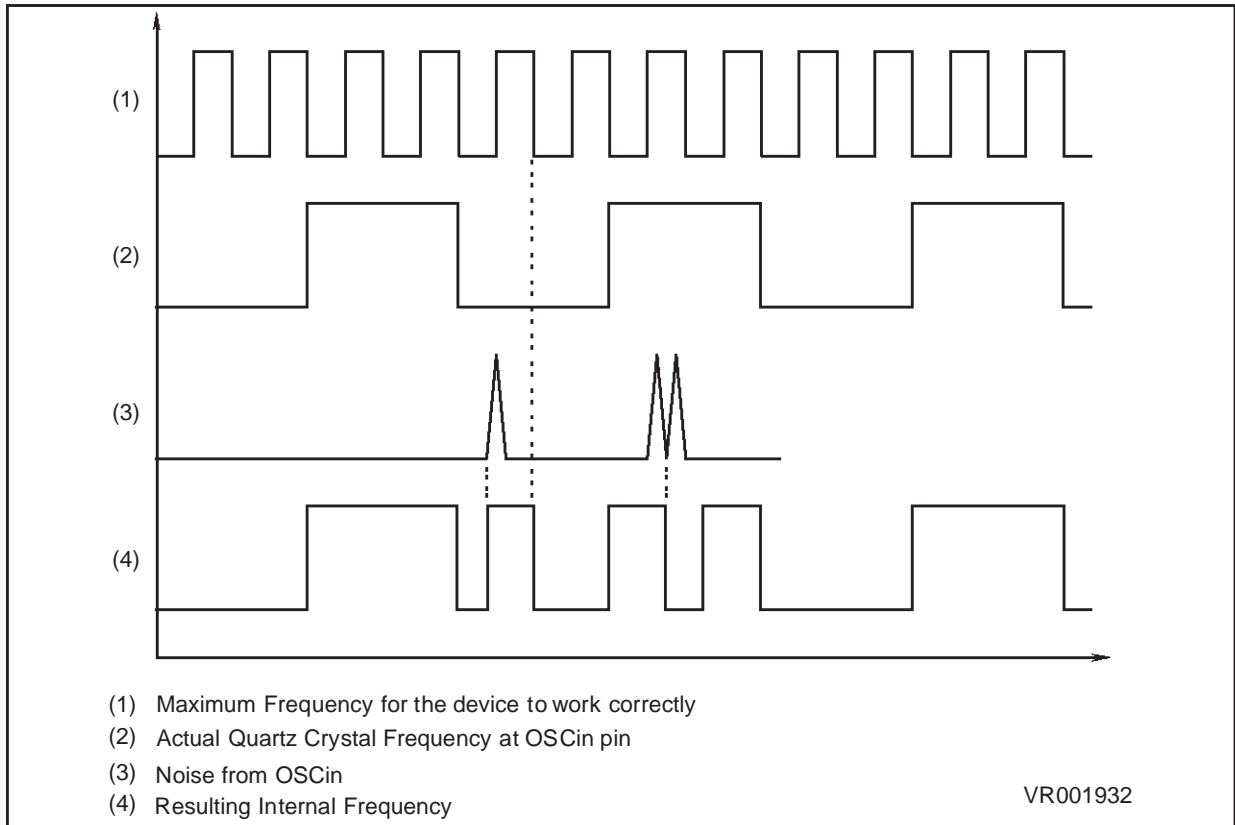 (1)
(2)
(3)
(4)
(1) Maximum Frequency for the device to work correctly
(2) Actual Quartz Crystal Frequency at OSCin pin
(3) Noise from OSCin
(4) Resulting Internal Frequency
VR001932